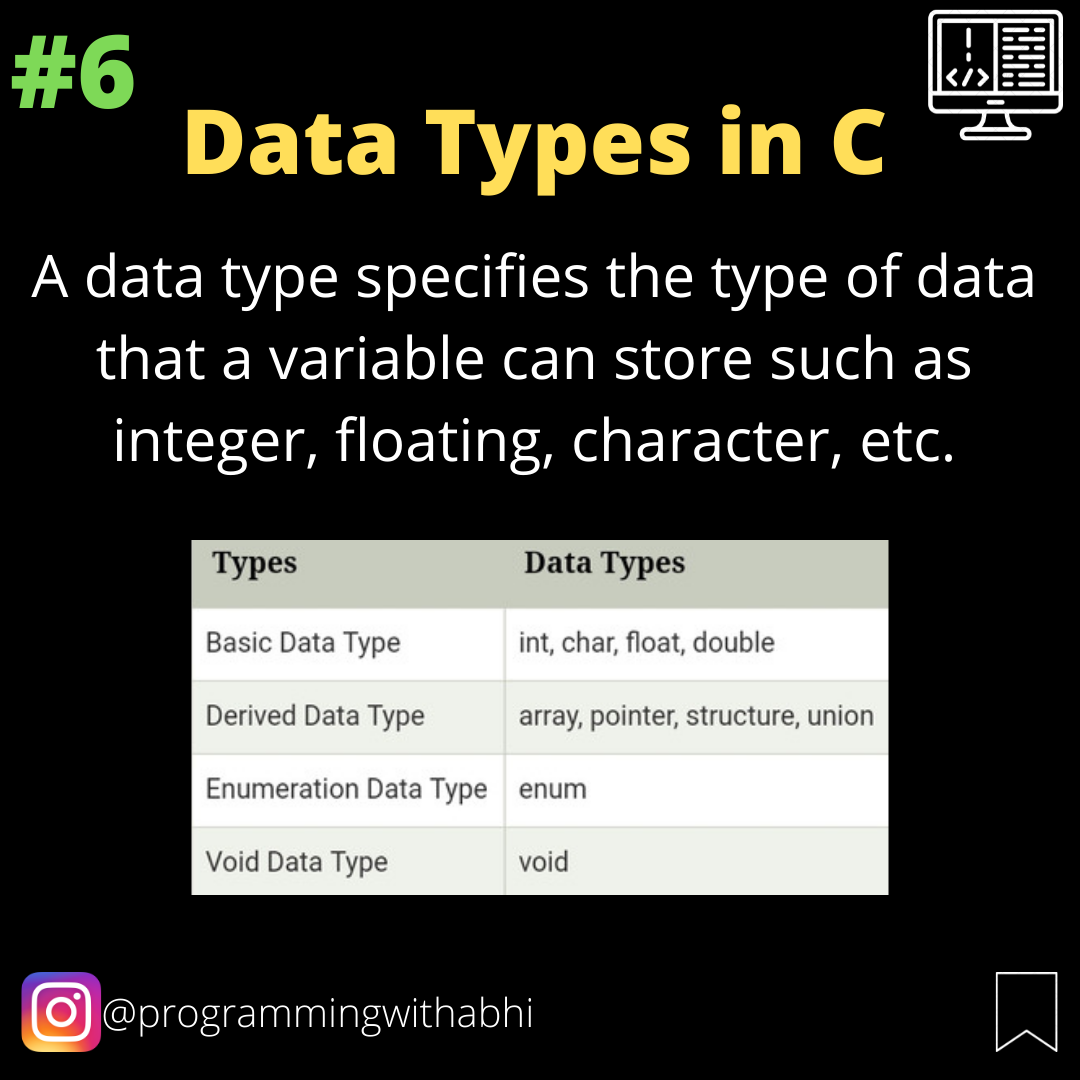 #6
Data Types in C
A data type specifies the type of data
that a variable can store such as
integer, floating, character, etc.
Types Data Types
Basic Data Type int, char, float, double
Derived Data Type array, pointer, structure, union
Enumeration Data Type enum
Void Data Type void
@programmingwithabhi